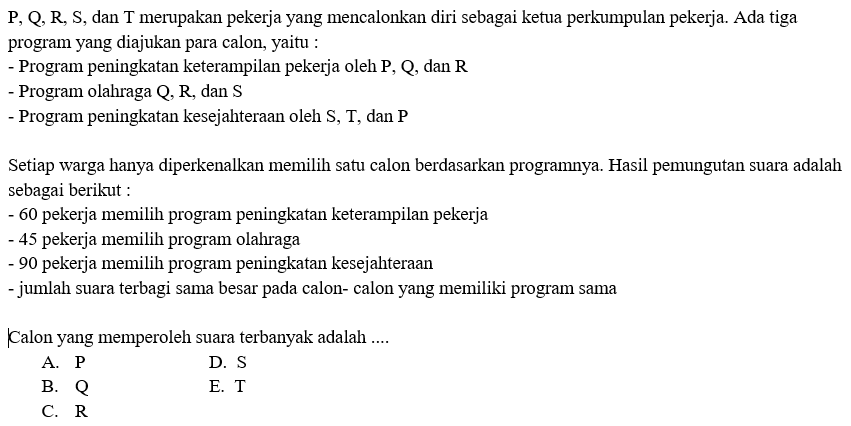 P, Q, R, S, dan T merupakan pekerja yang mencalonkan diri sebagai ketua perkumpulan pekerja. Ada tiga
program yang diajukan para calon, yaitu :
- Program peningkatan keterampilan pekerja oleh P, Q, dan R
- Program olahraga Q, R, dan S
- Program peningkatan kesejahteraan oleh S, T, dan P
Setiap warga hanya diperkenalkan memilih satu calon berdasarkan programnya. Hasil pemungutan suara adalah
sebagai berikut :
- 60 pekerja memilih program peningkatan keterampilan pekerja
- 45 pekerja memilih program olahraga
- 90 pekerja memilih program peningkatan kesejahteraan
- jumlah suara terbagi sama besar pada calon- calon yang memiliki program sama
Calon yang memperoleh suara terbanyak adalah ....
A. P D. S
B. Q E. T
C. R